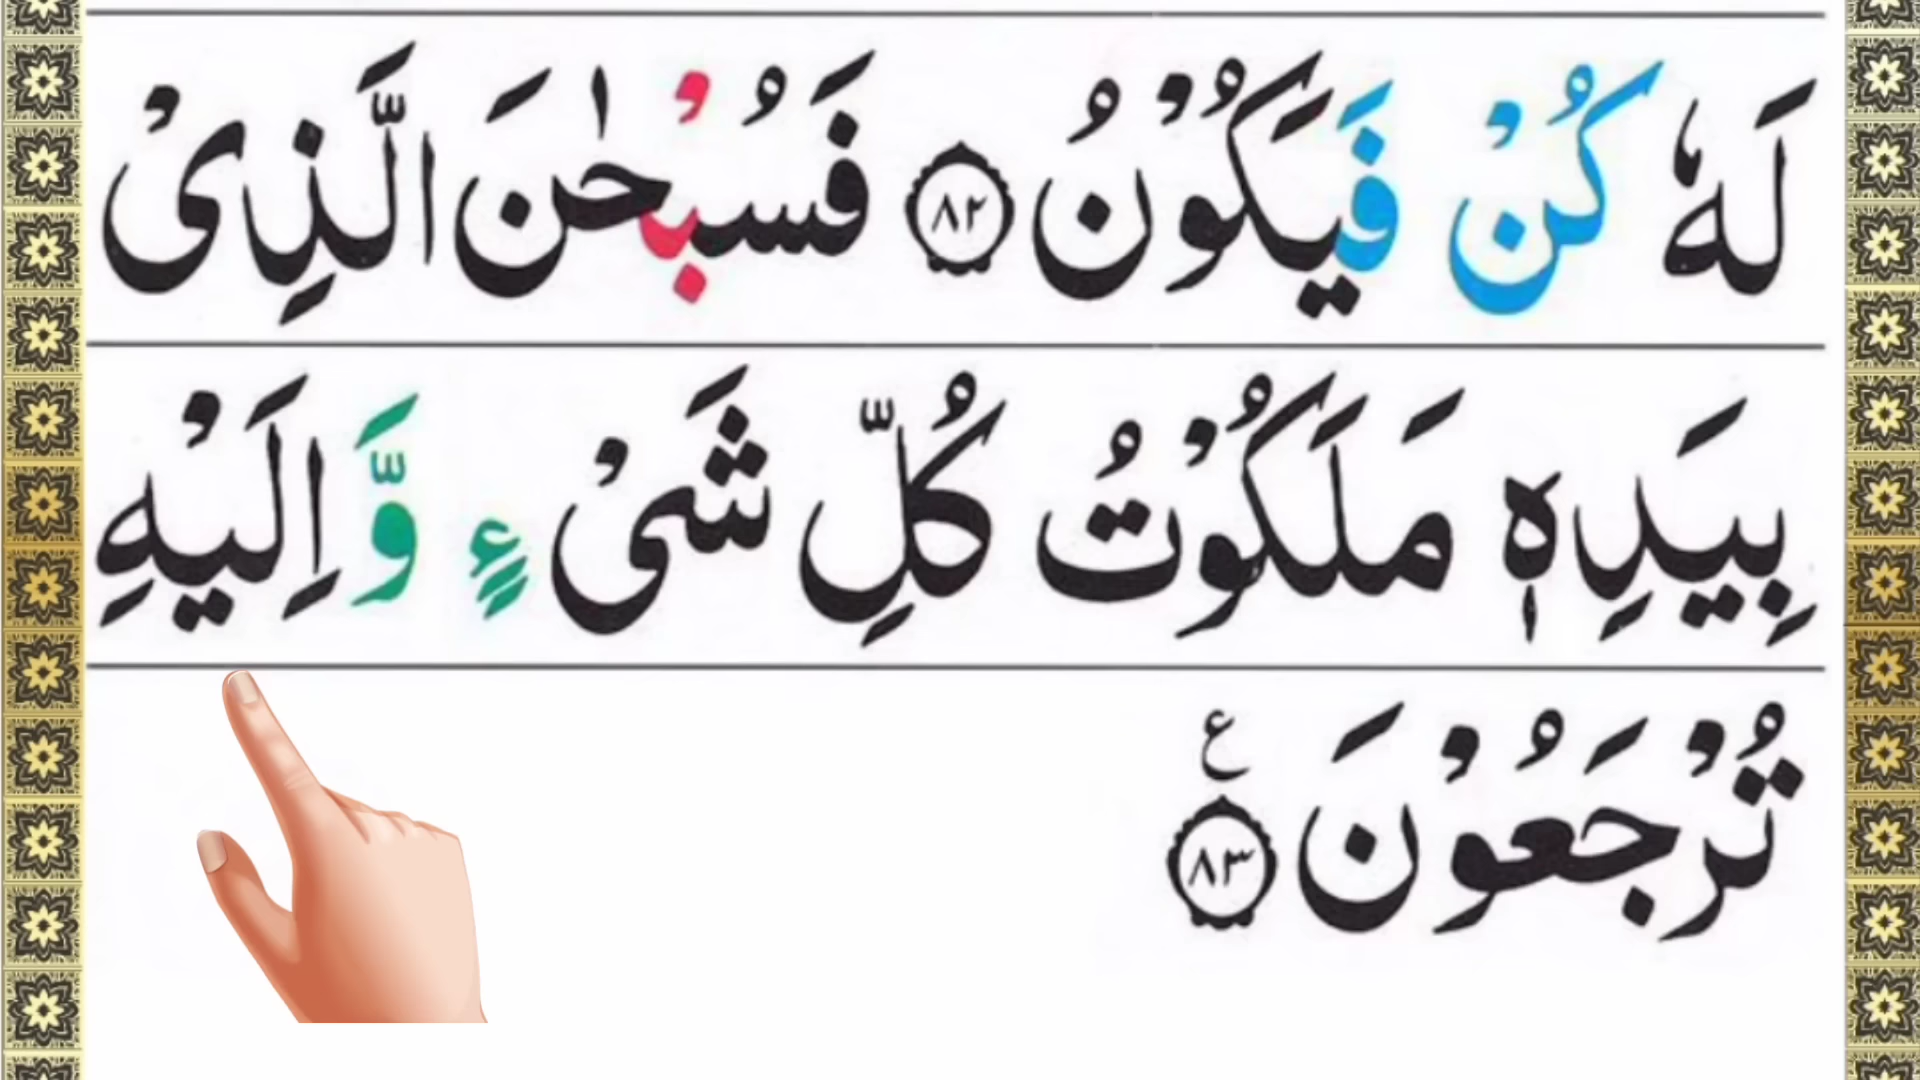 لَهٗ كُنْ فَيَكُوْنُ ۝٨٢ فَسُبْحٰنَ الَّذِیْ
بِيَدِهٖ مَلَكُوْتُ كُلِّ شَیْءٍ وَّ اِلَيْهِ
تُرْجَعُوْنَ ۝٨٣ ع